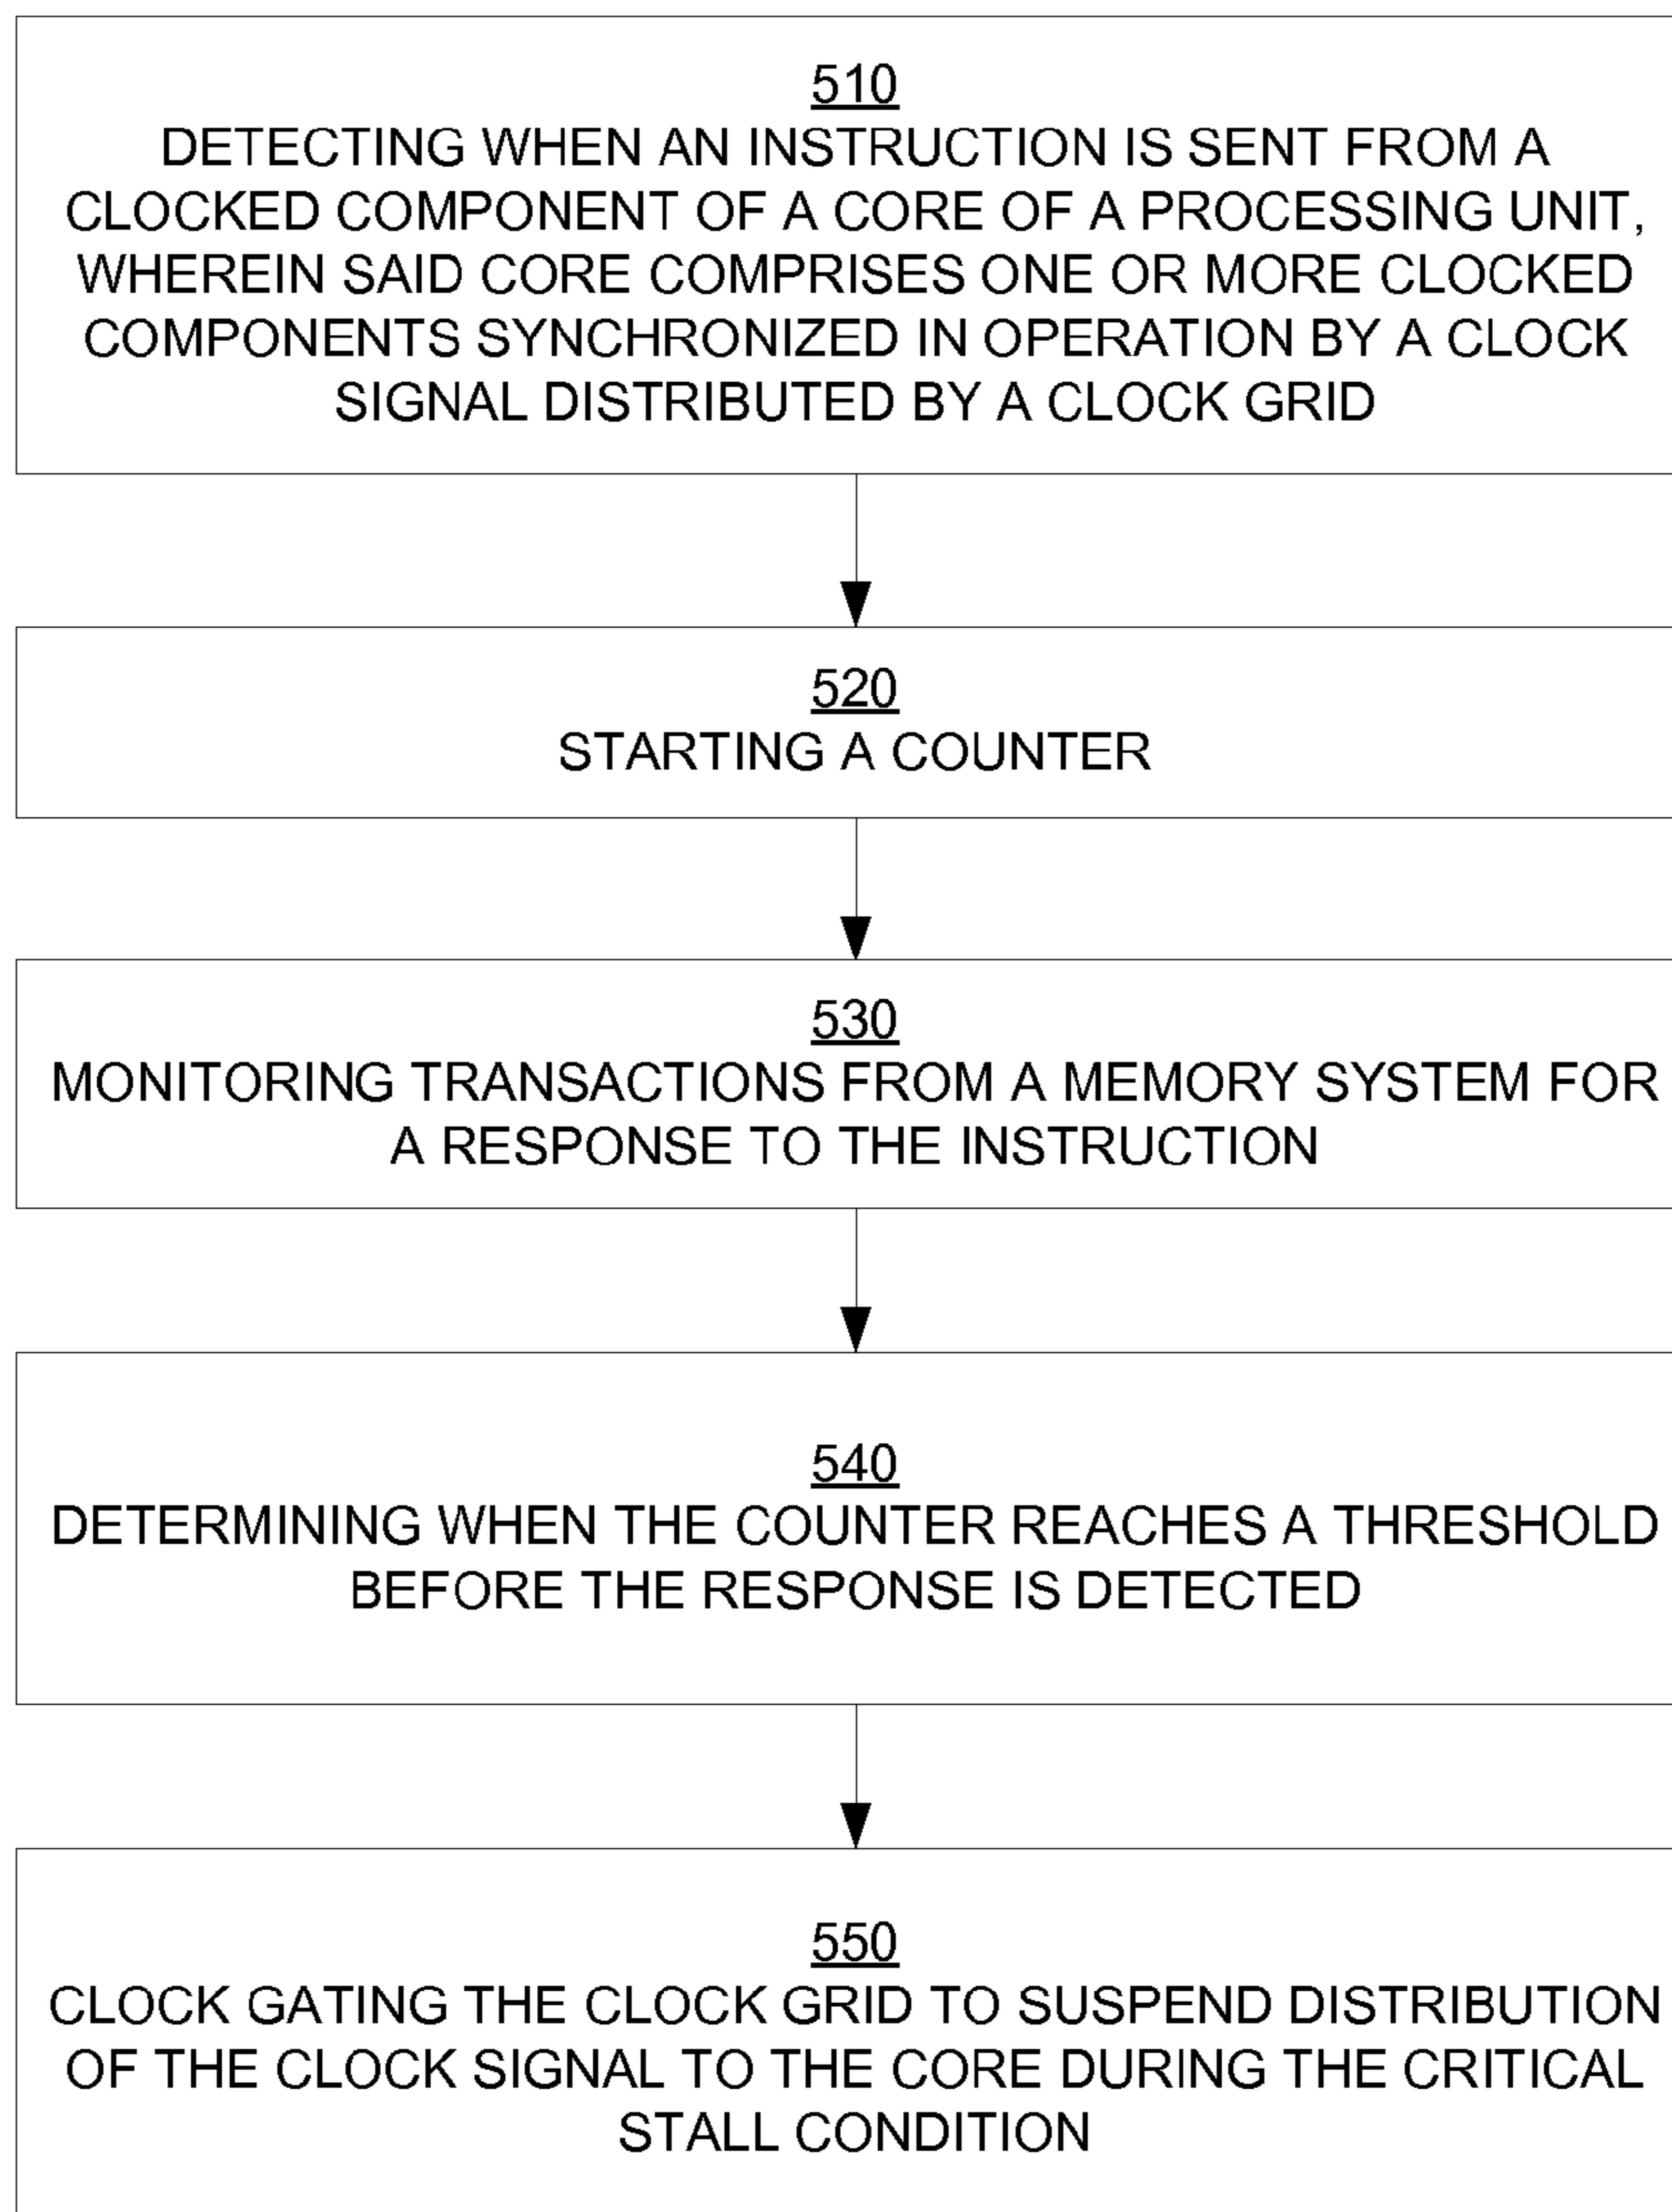 510
DETECTING WHEN AN INSTRUCTION IS SENT FROM A
CLOCKED COMPONENT OF A CORE OF A PROCESSING UNIT,
WHEREIN SAID CORE COMPRISES ONE OR MORE CLOCKED
COMPONENTS SYNCHRONIZED IN OPERATION BY A CLOCK
SIGNAL DISTRIBUTED BY A CLOCK GRID
520
STARTING A COUNTER
530
MONITORING TRANSACTIONS FROM A MEMORY SYSTEM FOR
A RESPONSE TO THE INSTRUCTION
540
DETERMINING WHEN THE COUNTER REACHES A THRESHOLD
BEFORE THE RESPONSE IS DETECTED
550
CLOCK GATING THE CLOCK GRID TO SUSPEND DISTRIBUTION
OF THE CLOCK SIGNAL TO THE CORE DURING THE CRITICAL
STALL CONDITION